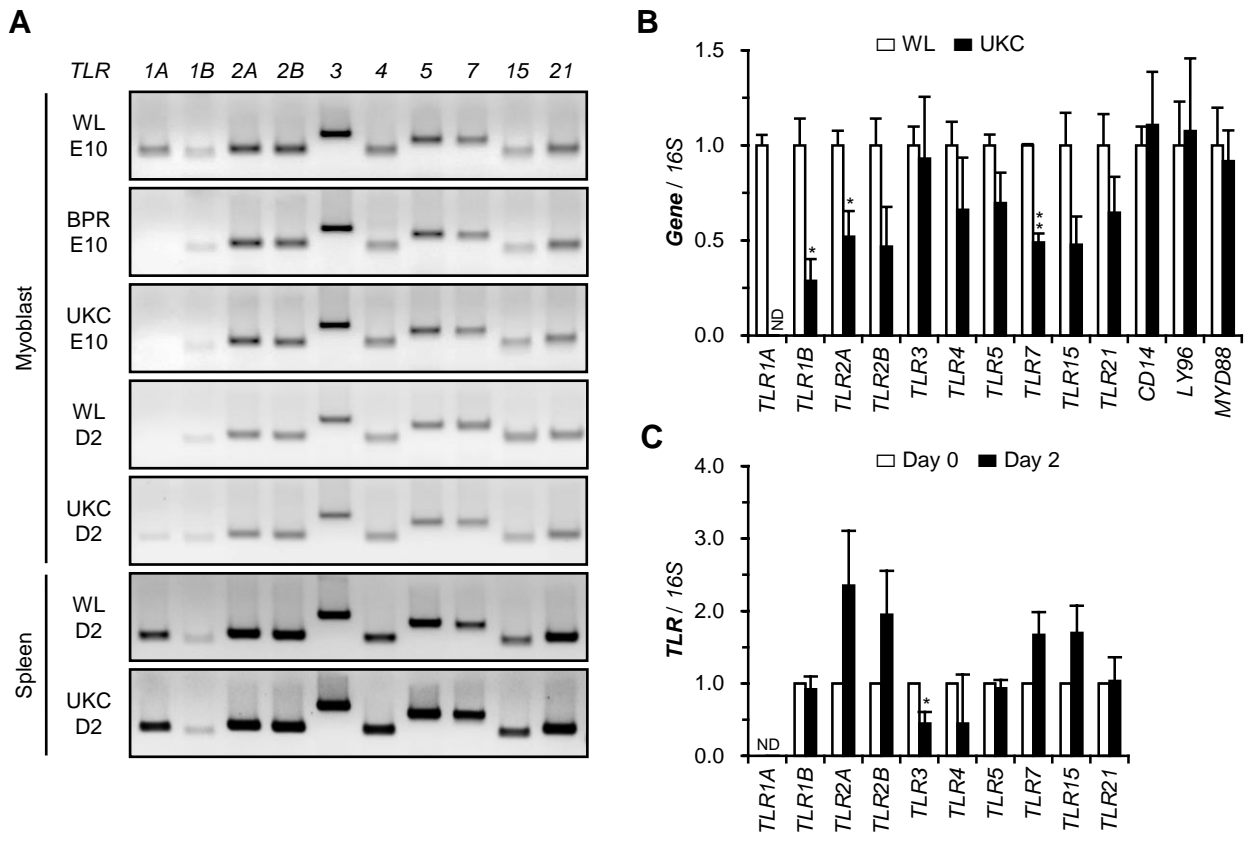 A
TLR 1A 1B 2A 2B 3 4 5 7 15 21
Myoblast
WL
E10
BPR
E10
UKC
E10
WL
D2
UKC
D2
Spleen
WL
D2
UKC
D2
B
WL UKC
Gene / 16S
1.5
1.0
0.5
0.0
ND
*
*
**
TLR1A TLR1B TLR2A TLR2B TLR3 TLR4 TLR5 TLR7 TLR15 TLR21 CD14 LY96 MYD88
C
Day 0 Day 2
TLR / 16S
4.0
3.0
2.0
1.0
0.0
ND
*
TLR1A TLR1B TLR2A TLR2B TLR3 TLR4 TLR5 TLR7 TLR15 TLR21